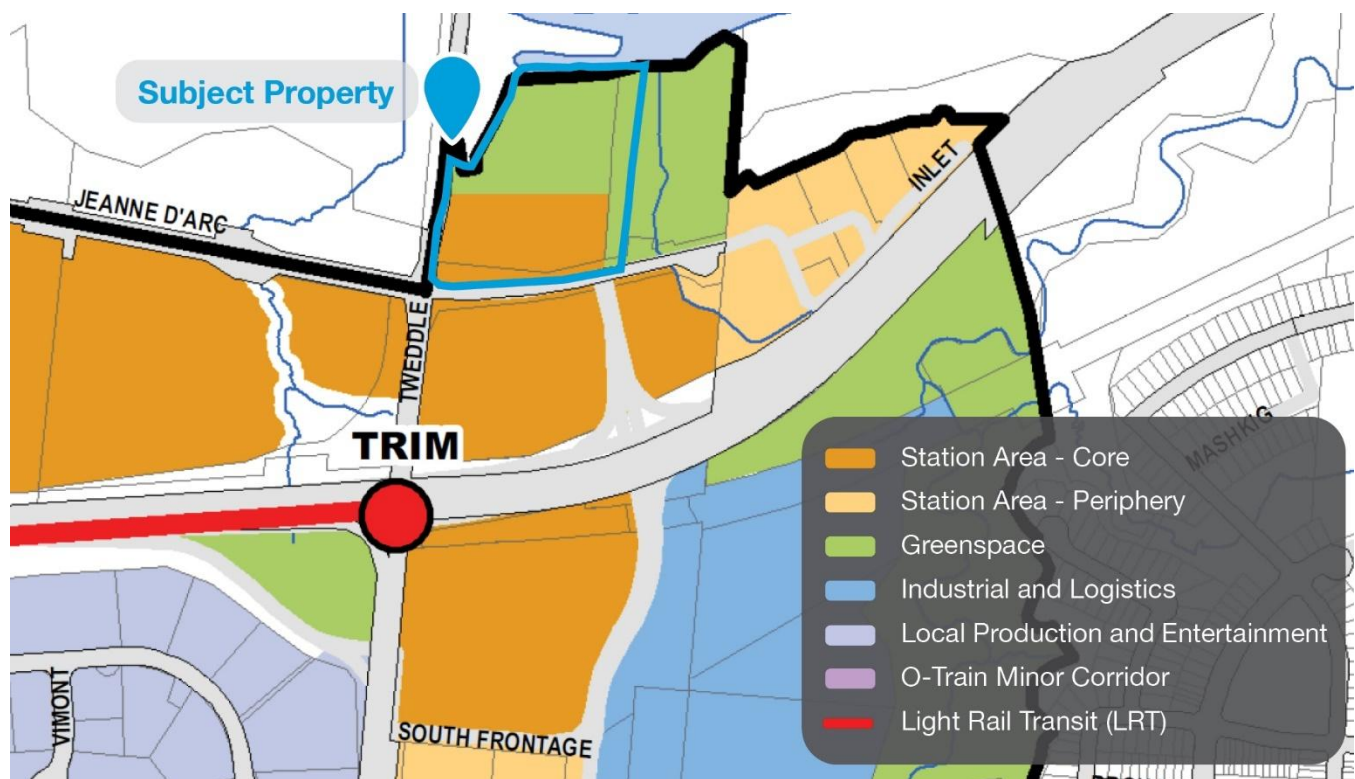 Subject Property
JEANNE D'ARC
TWEDDLE
INLET
TRIM
MASHKIG
VIMONT
SOUTH FRONTAGE
Station Area - Core
Station Area - Periphery
Greenspace
Industrial and Logistics
Local Production and Entertainment
O-Train Minor Corridor
Light Rail Transit (LRT)